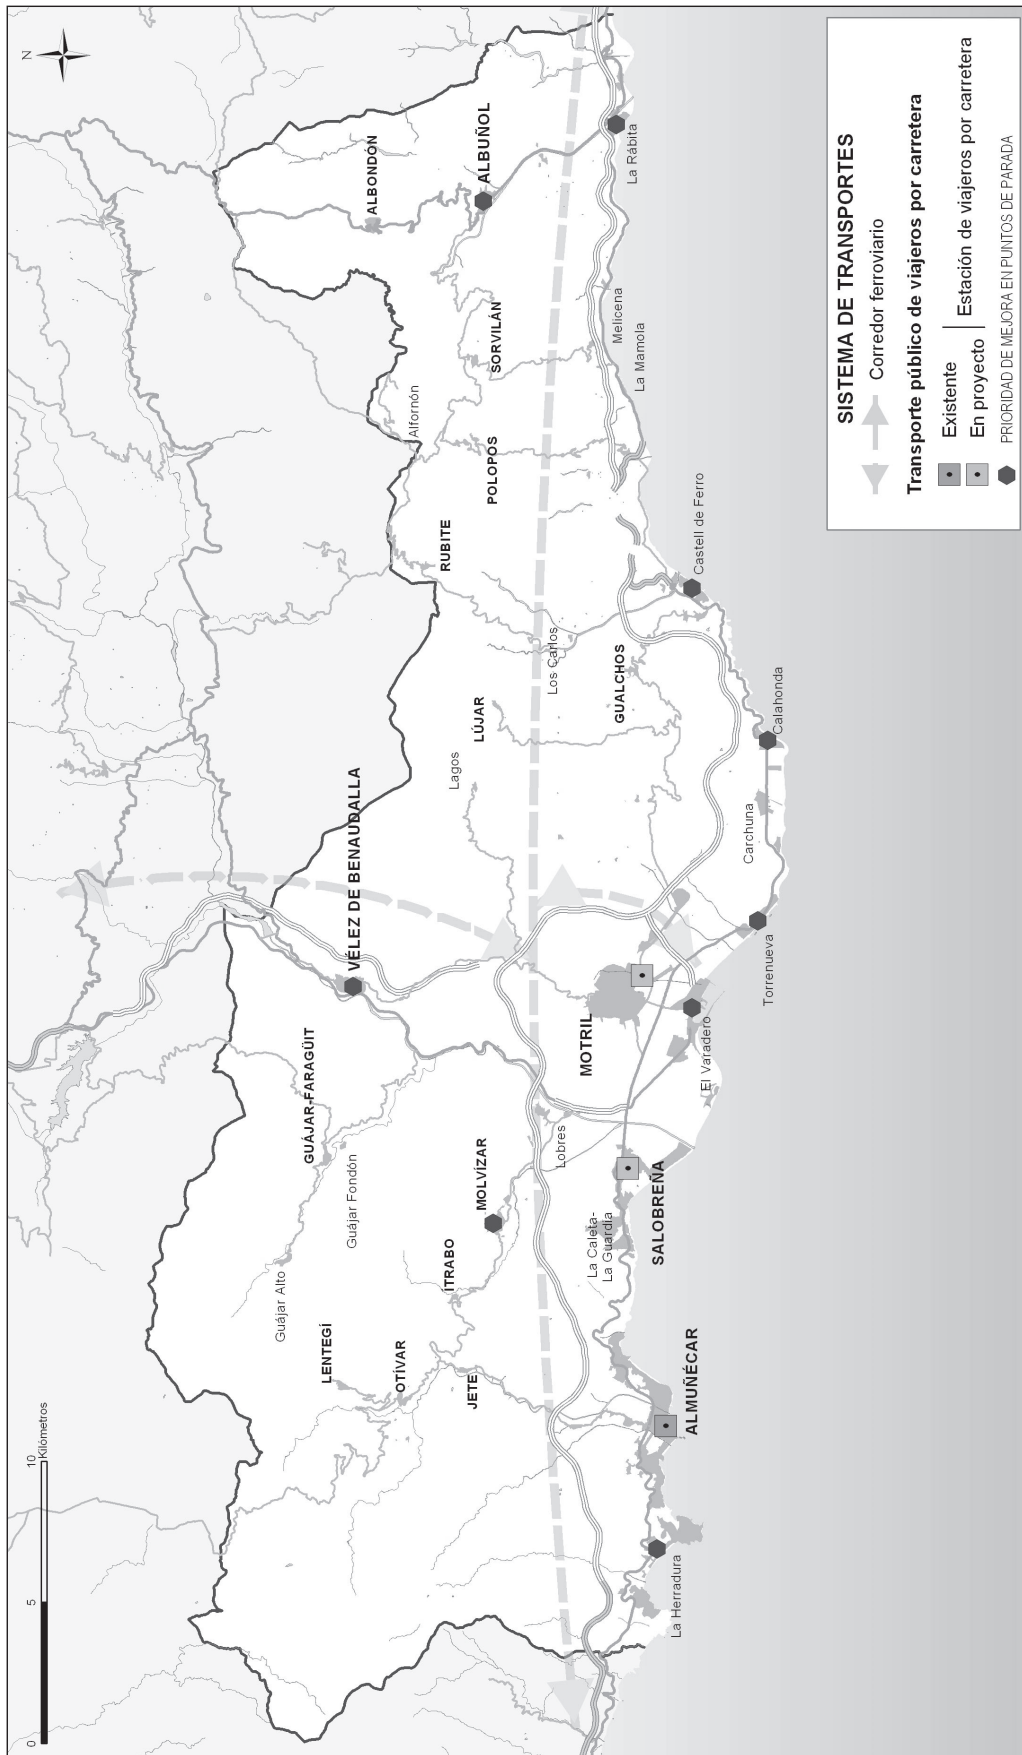 N
0
5
10
Kilómetros
LENTEGÍ
OTÍVAR
JETE
Guájar Alto
GUÁJAR-FARAGÜIT
Guájar Fondón
ÍTRABO
MOLVÍZAR
Lobres
La Caleta-
La Guardia
SALOBREÑA
ALMUÑÉCAR
La Herradura
VÉLEZ DE BENAUDALLA
MOTRIL
El Varadero
Torrenueva
Carchuna
Calahonda
Lagos
LÚJAR
GUALCHOS
Los Carlos
Castell de Ferro
RUBITE
POLOPOS
Alfornón
SORVILÁN
La Mamola
Melicena
ALBONDÓN
ALBUÑOL
La Rábita
SISTEMA DE TRANSPORTES
Corredor ferroviario
Transporte público de viajeros por carretera
Existente
En proyecto
Estación de viajeros por carretera
PRIORIDAD DE MEJORA EN PUNTOS DE PARADA